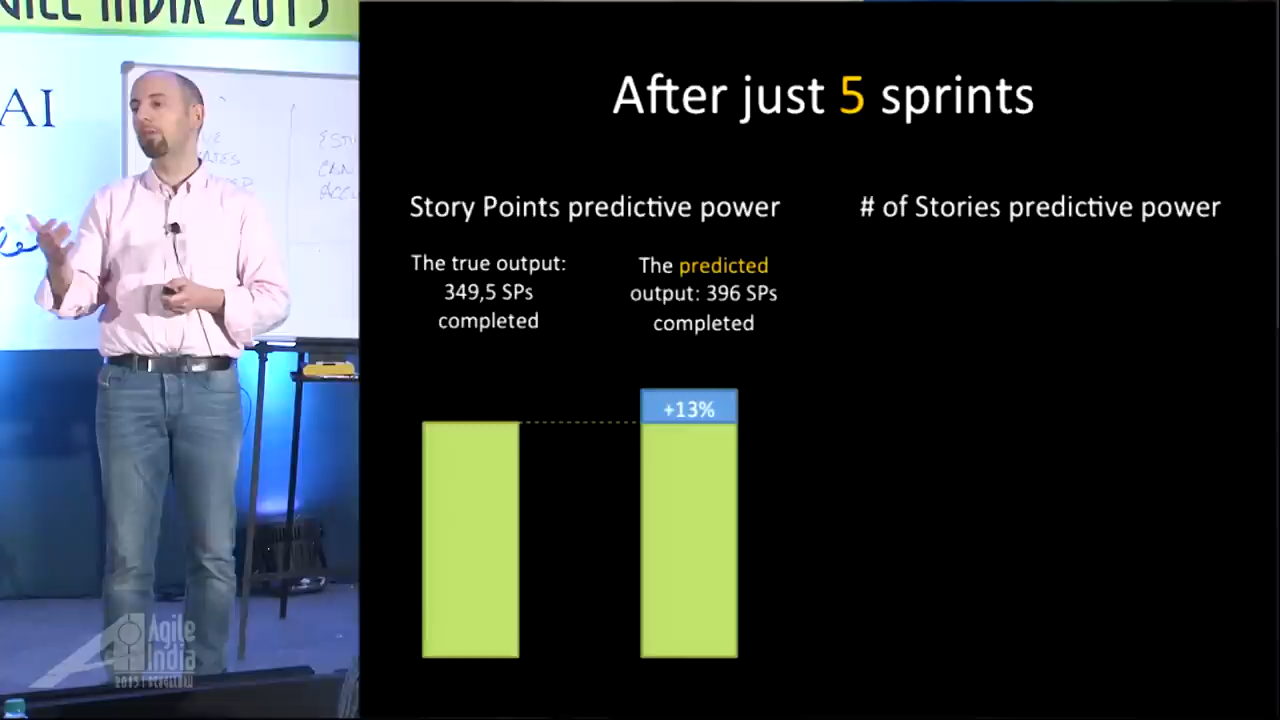 AI
After just 5 sprints
Story Points predictive power
# of Stories predictive power
The true output:
349,5 SPs
completed
The predicted
output: 396 SPs
completed
+13%
Agile
India